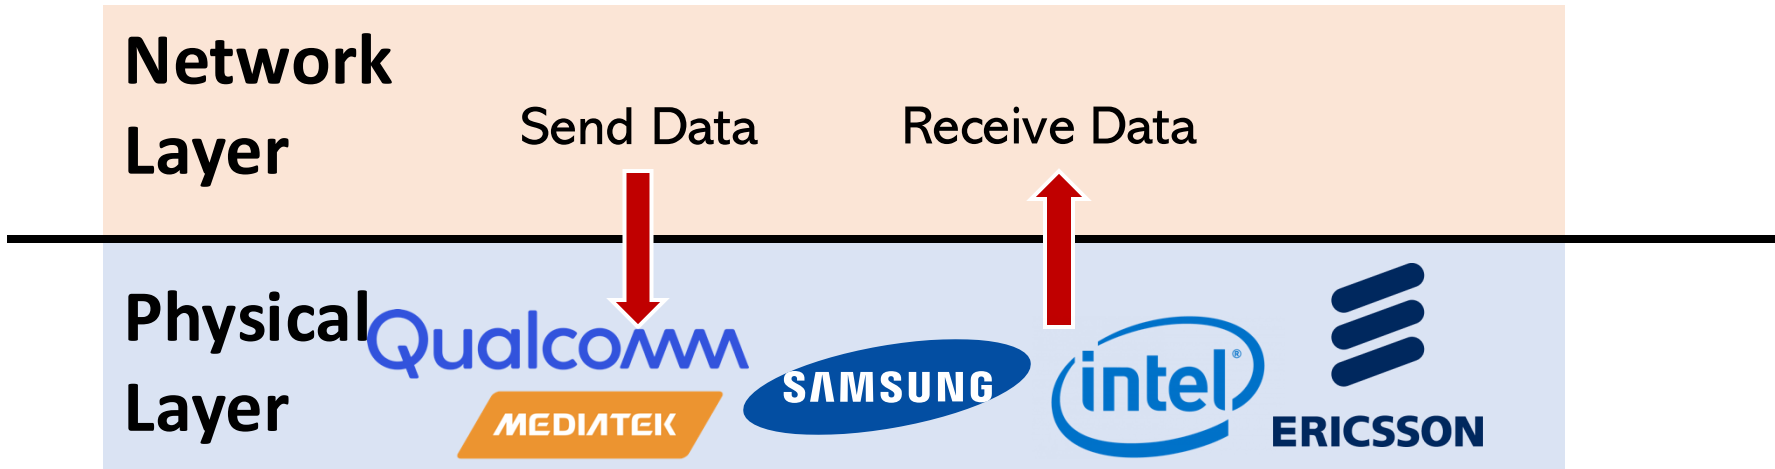 Network
Layer
Send Data
Receive Data
Physical
Layer
Qualcomm
MEDIATEK
SAMSUNG
intel®
ERICSSON